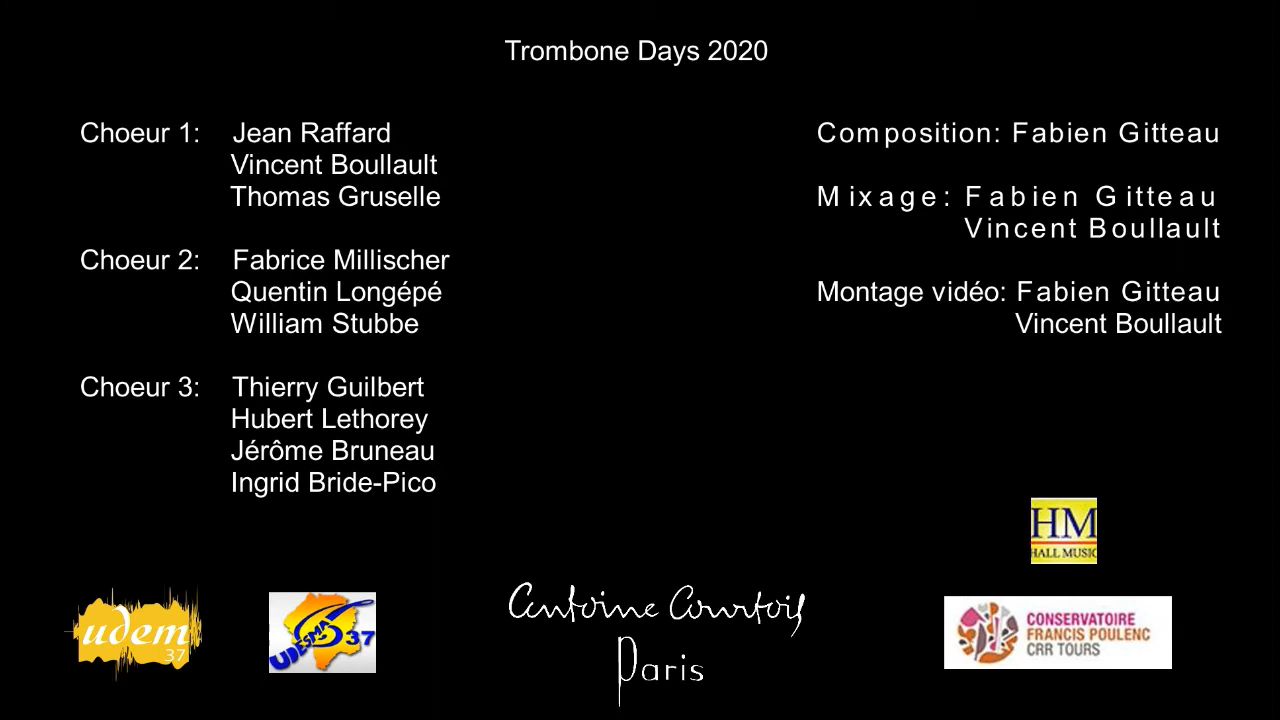 Trombone Days 2020
Choeur 1: Jean Raffard
Vincent Boullault
Thomas Gruselle
Choeur 2: Fabrice Millischer
Quentin Longépé
William Stubbe
Choeur 3: Thierry Guilbert
Hubert Lethorey
Jérôme Bruneau
Ingrid Bride-Pico
Composition: Fabien Gitteau
Mixage: Fabien Gitteau
Vincent Boullault
Montage vidéo: Fabien Gitteau
Vincent Boullault
HM
HALL MUSIC
udem
37
UDESMA 37
Antoine Courtois
Paris
CONSERVATOIRE
FRANCIS POULENC
CRR TOURS